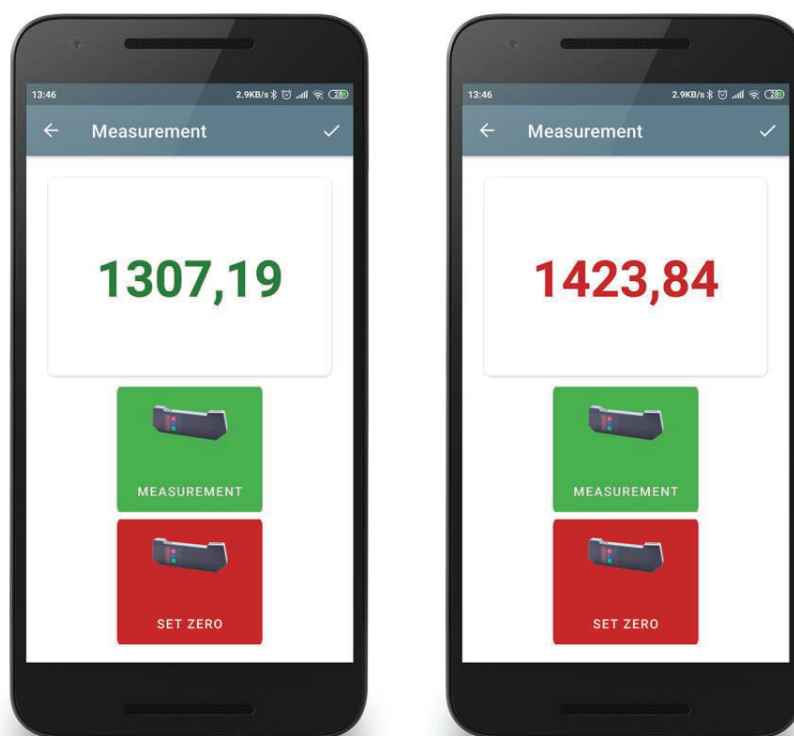 13:46
2.9KB/s
28
Measurement
1307,19
MEASUREMENT
SET ZERO
13:46
2.9KB/s
28
Measurement
1423,84
MEASUREMENT
SET ZERO